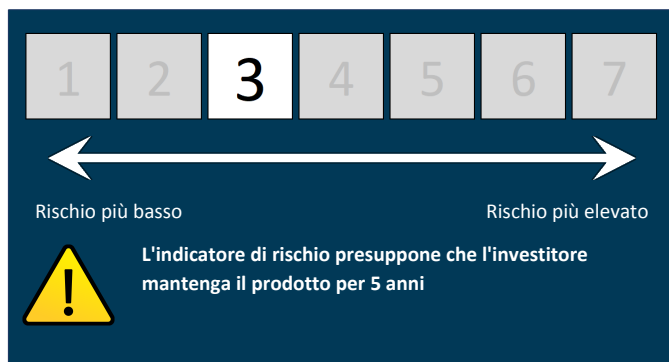 1 2 3 4 5 6 7
Rischio più basso Rischio più elevato
L'indicatore di rischio presuppone che l'investitore
mantenga il prodotto per 5 anni